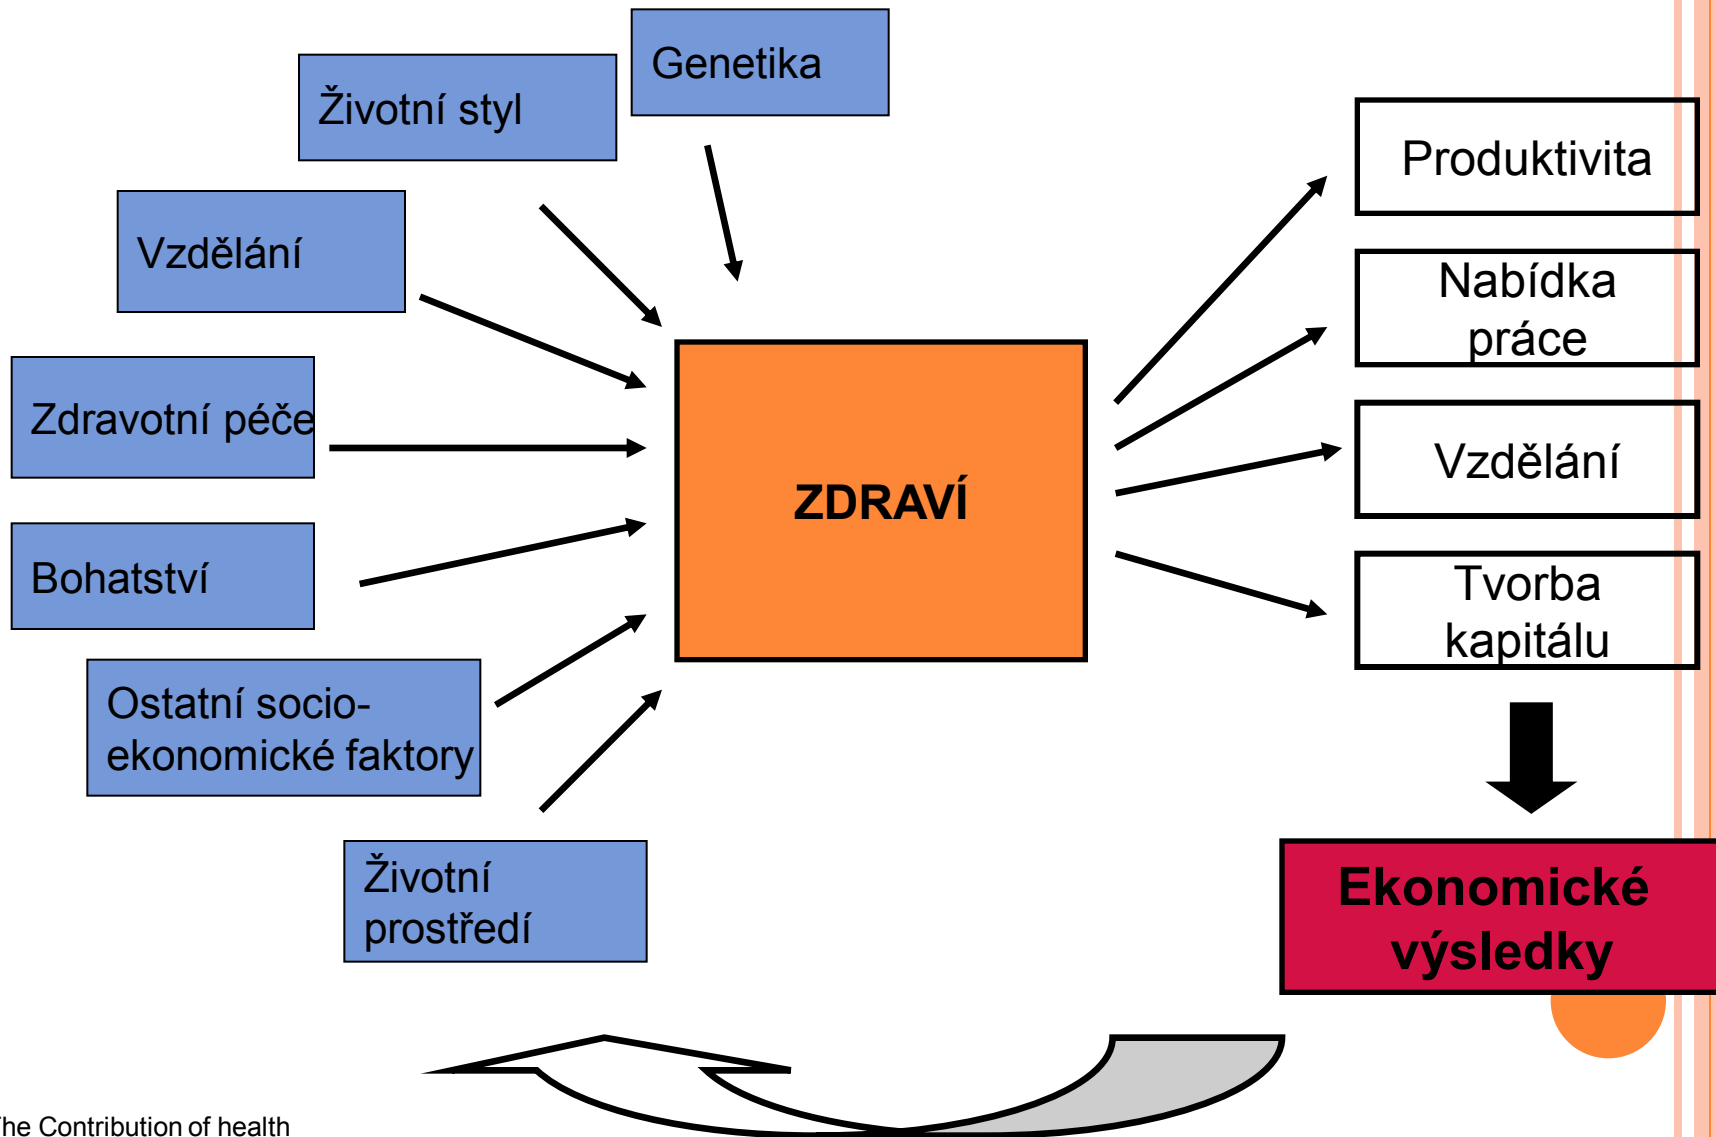 Genetika
Životní styl
Vzdělání
Zdravotní péče
Bohatství
Ostatní socio-
ekonomické faktory
Životní
prostředí
ZDRAVÍ
Produktivita
Nabídka
práce
Vzdělání
Tvorba
kapitálu
Ekonomické
výsledky
The Contribution of health